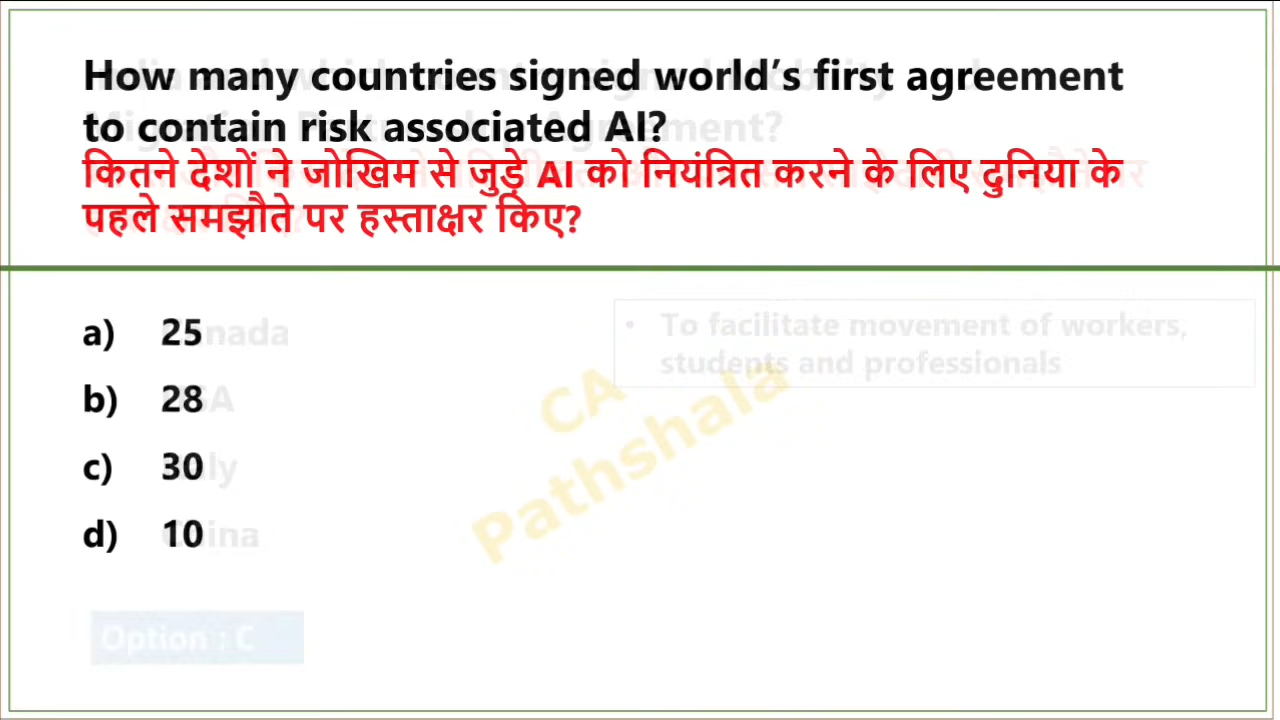 How many countries signed world's first agreement
to contain risk associated AI?
कितने देशों ने जोखिम से जुड़े AI को नियंत्रित करने के लिए दुनिया के
पहले समझौते पर हस्ताक्षर किए?
a) 25
b) 28
c) 30
d) 10
• To facilitate movement of workers,
students and professionals
CA
Pathshala
Option : C